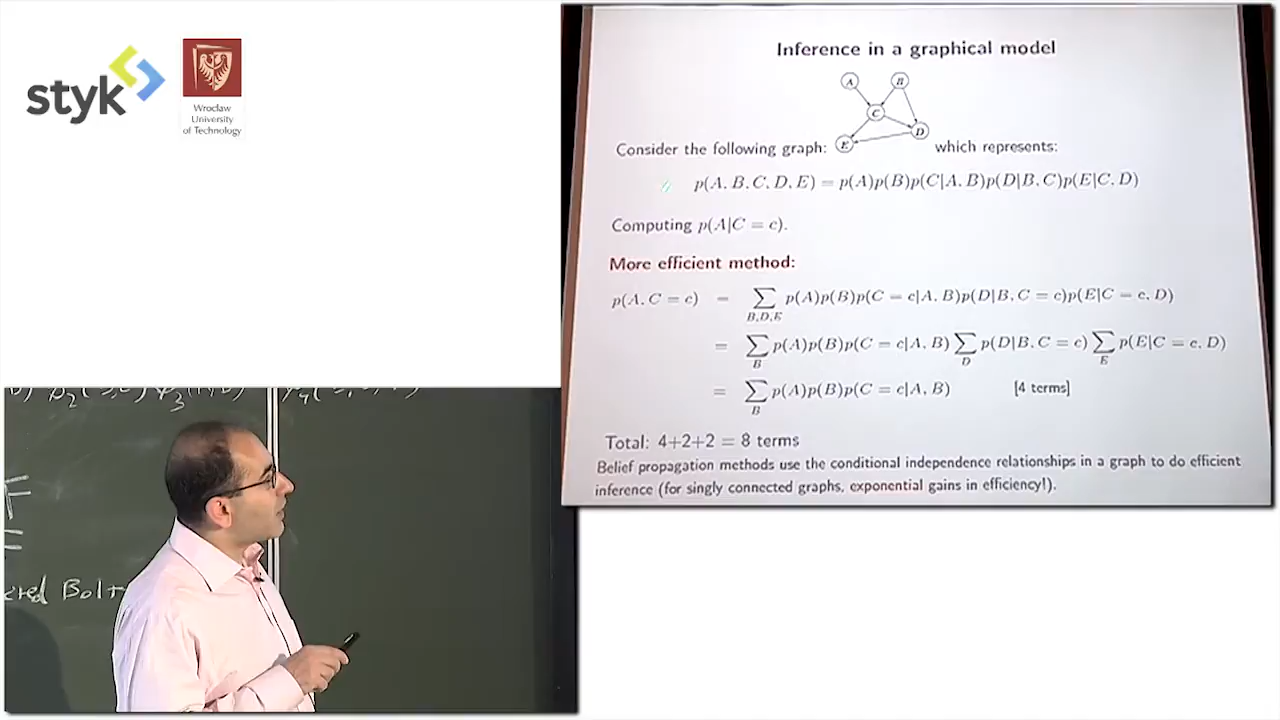 styk
Wrocław
University
of Technology
Inference in a graphical model
A
B
C
D
E
Consider the following graph:
which represents:
p(A, B, C, D, E) = p(A)p(B)p(C|A, B)p(D|B, C)p(E|C, D)
Computing p(A|C = c).
More efficient method:
p(A, C = c) = ∑ p(A)p(B)p(C = c|A, B)p(D|B, C = c)p(E|C = c, D)
B,D,E
= ∑ p(A)p(B)p(C = c|A, B) ∑ p(D|B, C = c) ∑ p(E|C = c, D)
B D E
= ∑ p(A)p(B)p(C = c|A, B) [4 terms]
B
Total: 4+2+2 = 8 terms
Belief propagation methods use the conditional independence relationships in a graph to do efficient
inference (for singly connected graphs, exponential gains in efficiency!).